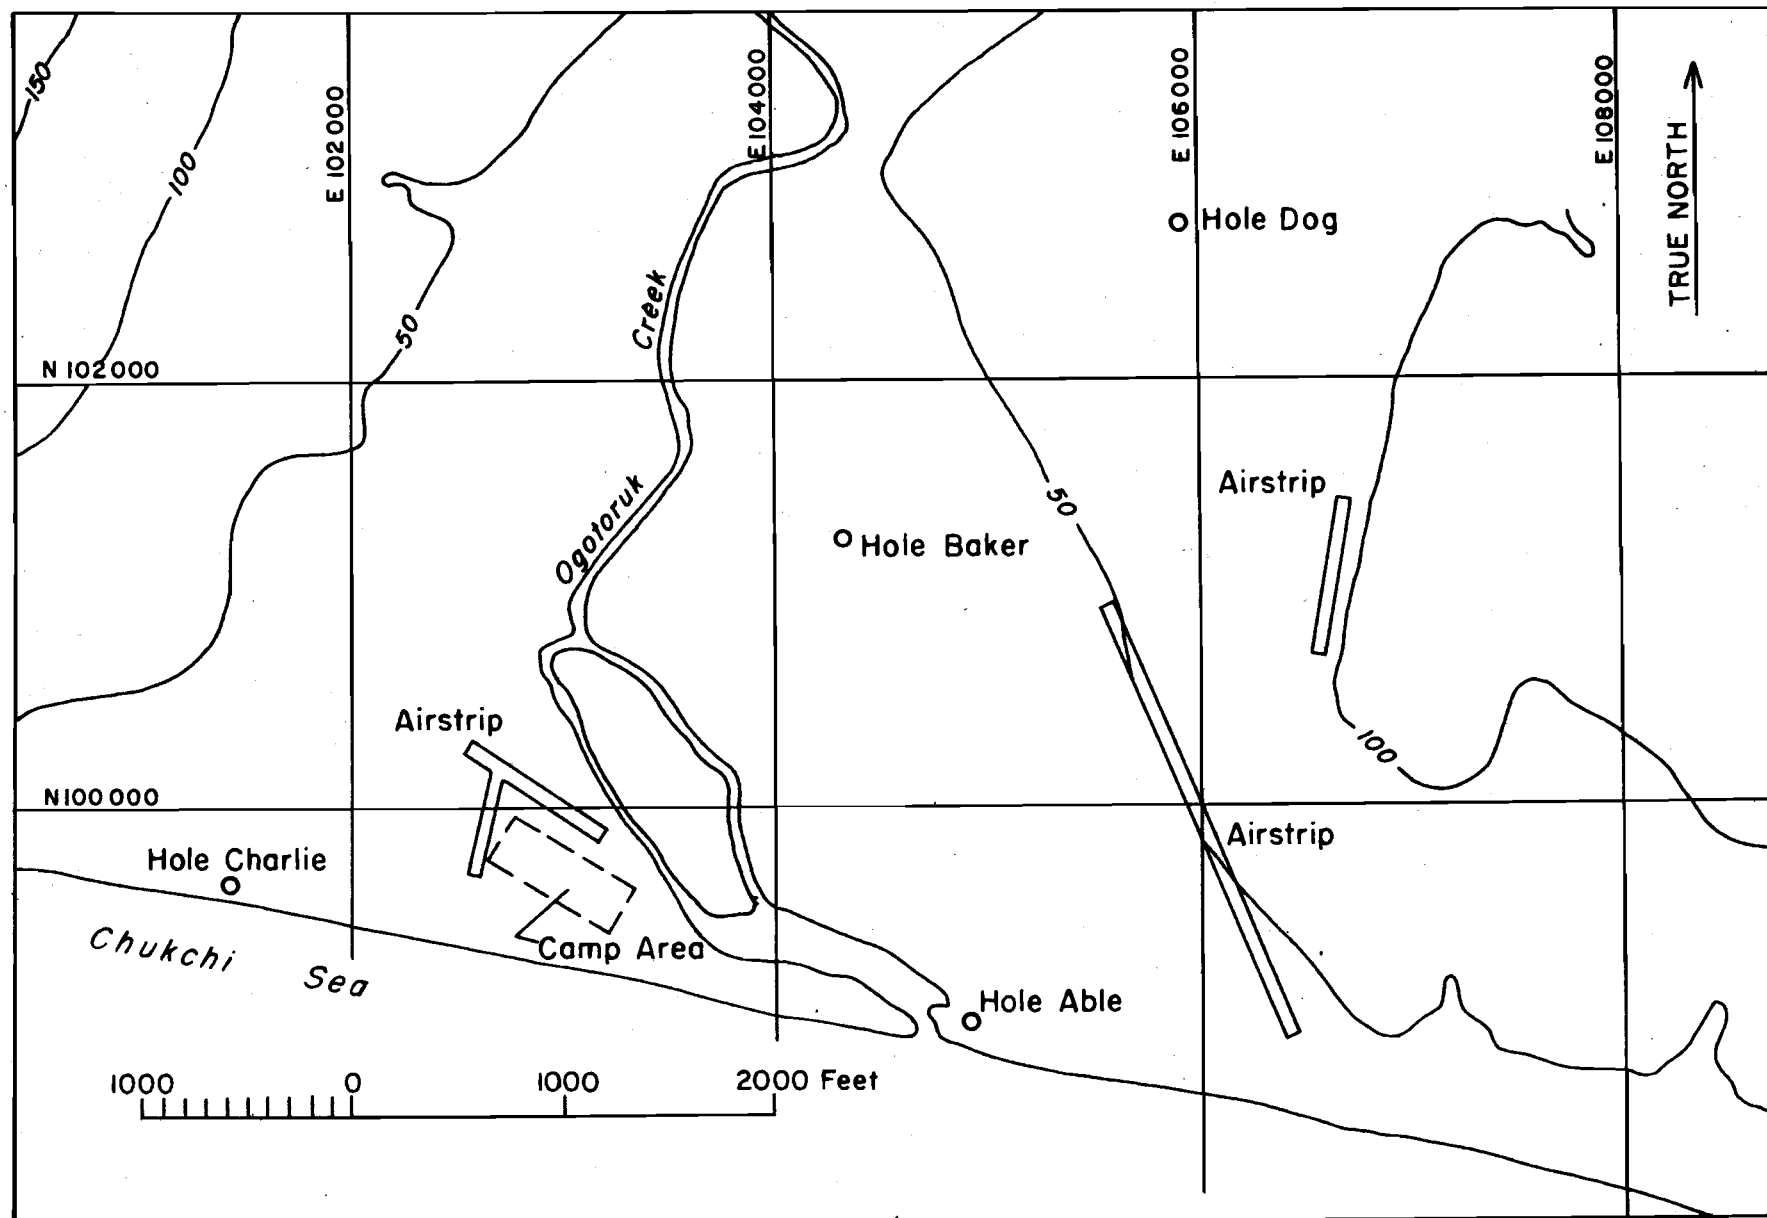 150
100
E 102000
E 104000
E 106000
E 108000
TRUE NORTH
Hole Dog
Creek
50
N 102000
Airstrip
50
Ogotoruk
Hole Baker
Airstrip
100
N 100 000
Airstrip
Hole Charlie
Camp Area
Chukchi Sea
Hole Able
1000 0 1000 2000 Feet